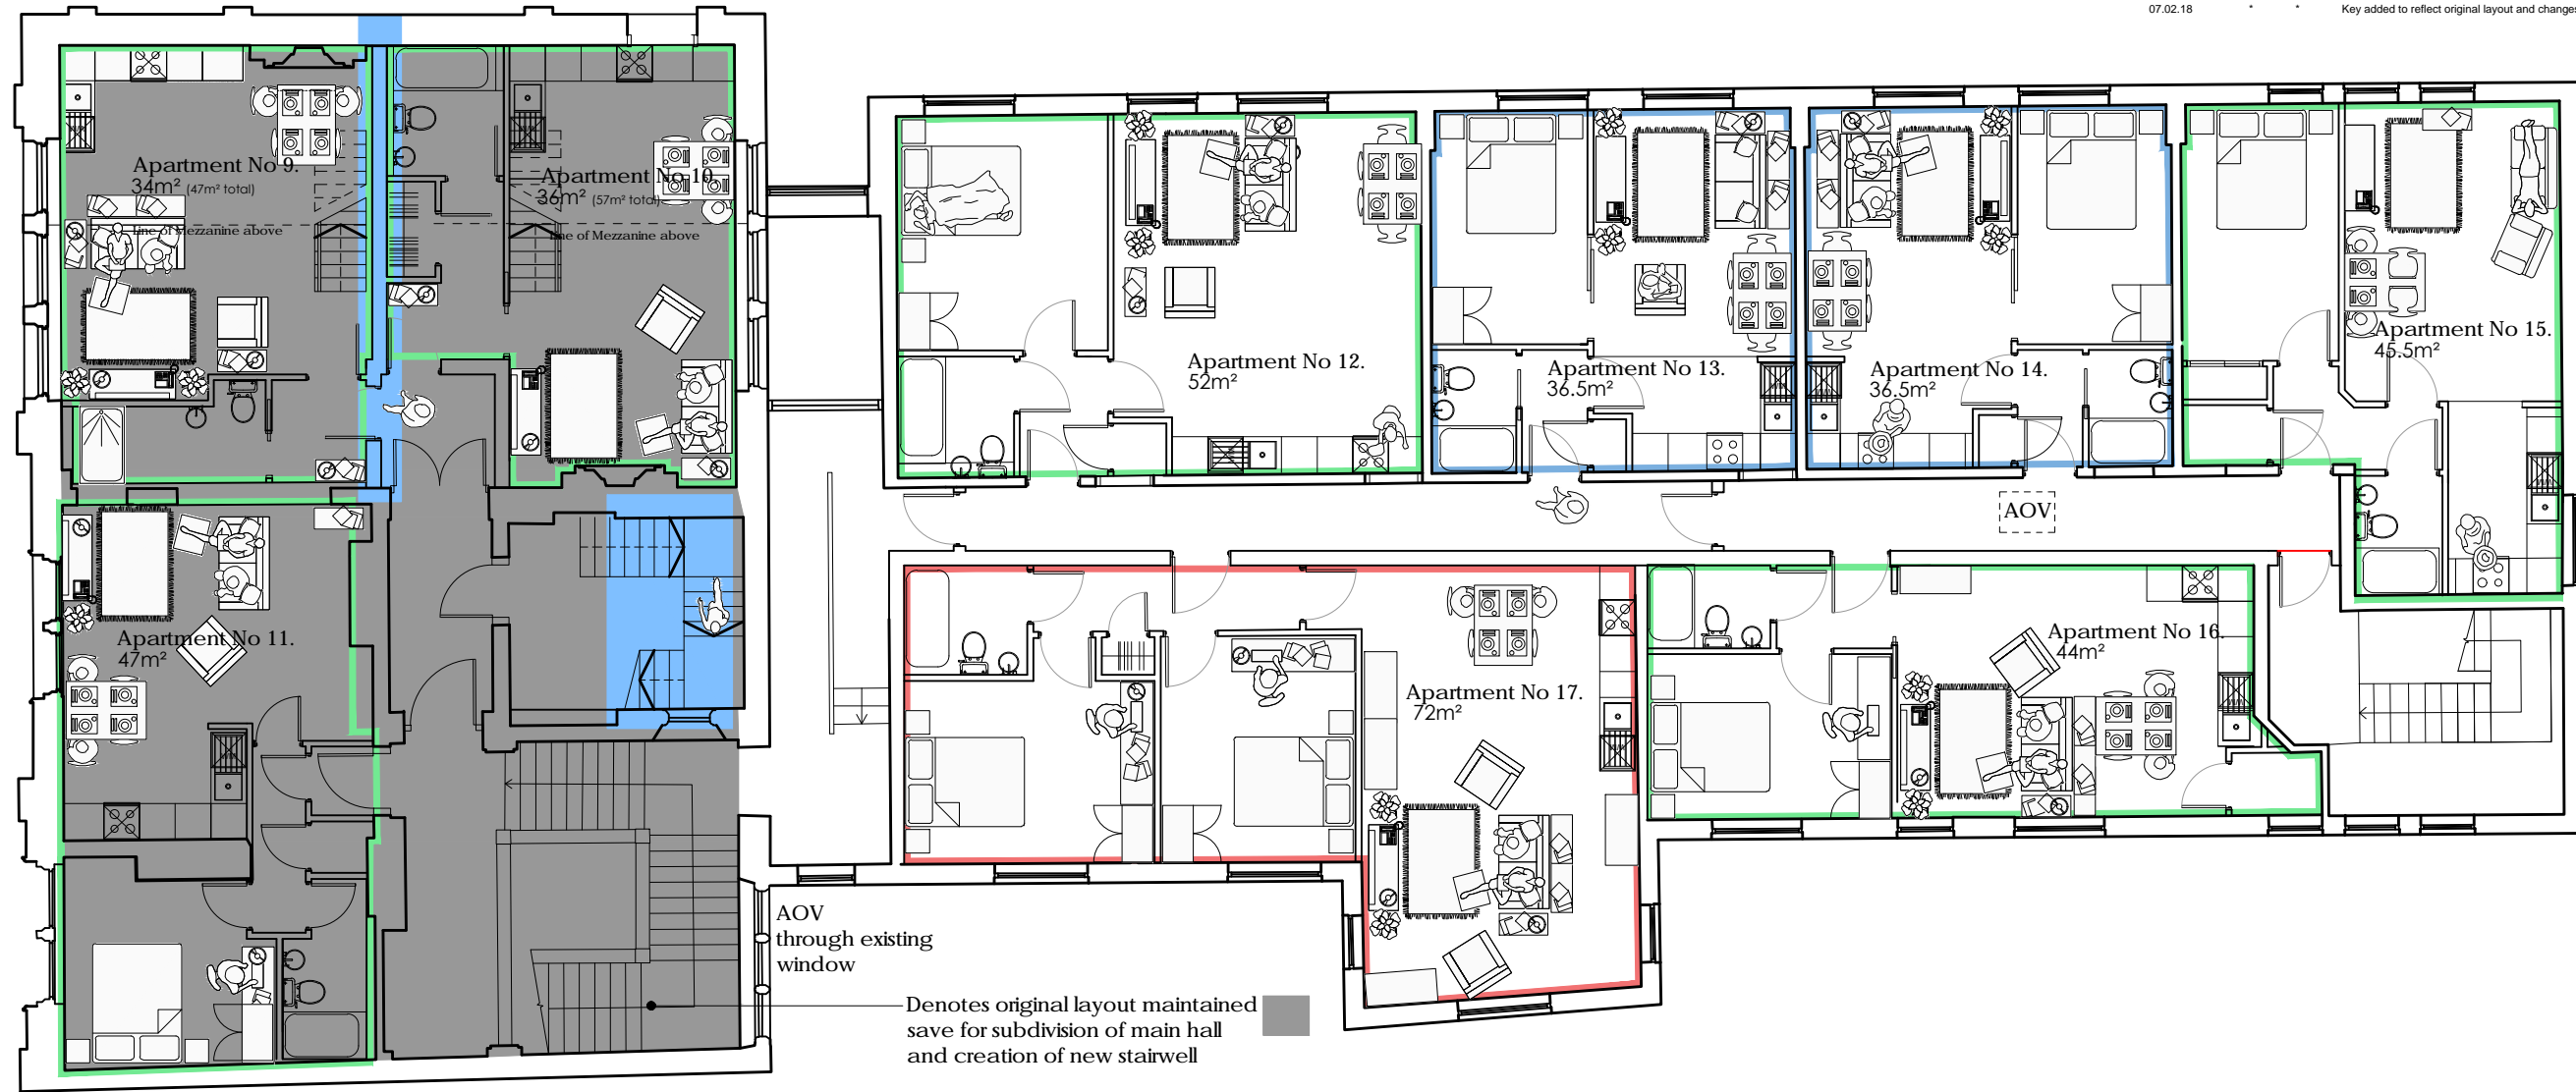 07.02.18 * * Key added to reflect original layout and changes
Apartment No 9.
34m² (47m² total)
line of Mezzanine above
Apartment No 10.
36m² (57m² total)
line of Mezzanine above
Apartment No 12.
52m²
Apartment No 13.
36.5m²
Apartment No 14.
36.5m²
Apartment No 15.
45.5m²
AOV
Apartment No 11.
47m²
Apartment No 17.
72m²
Apartment No 16.
44m²
AOV
through existing
window
Denotes original layout maintained
save for subdivision of main hall
and creation of new stairwell